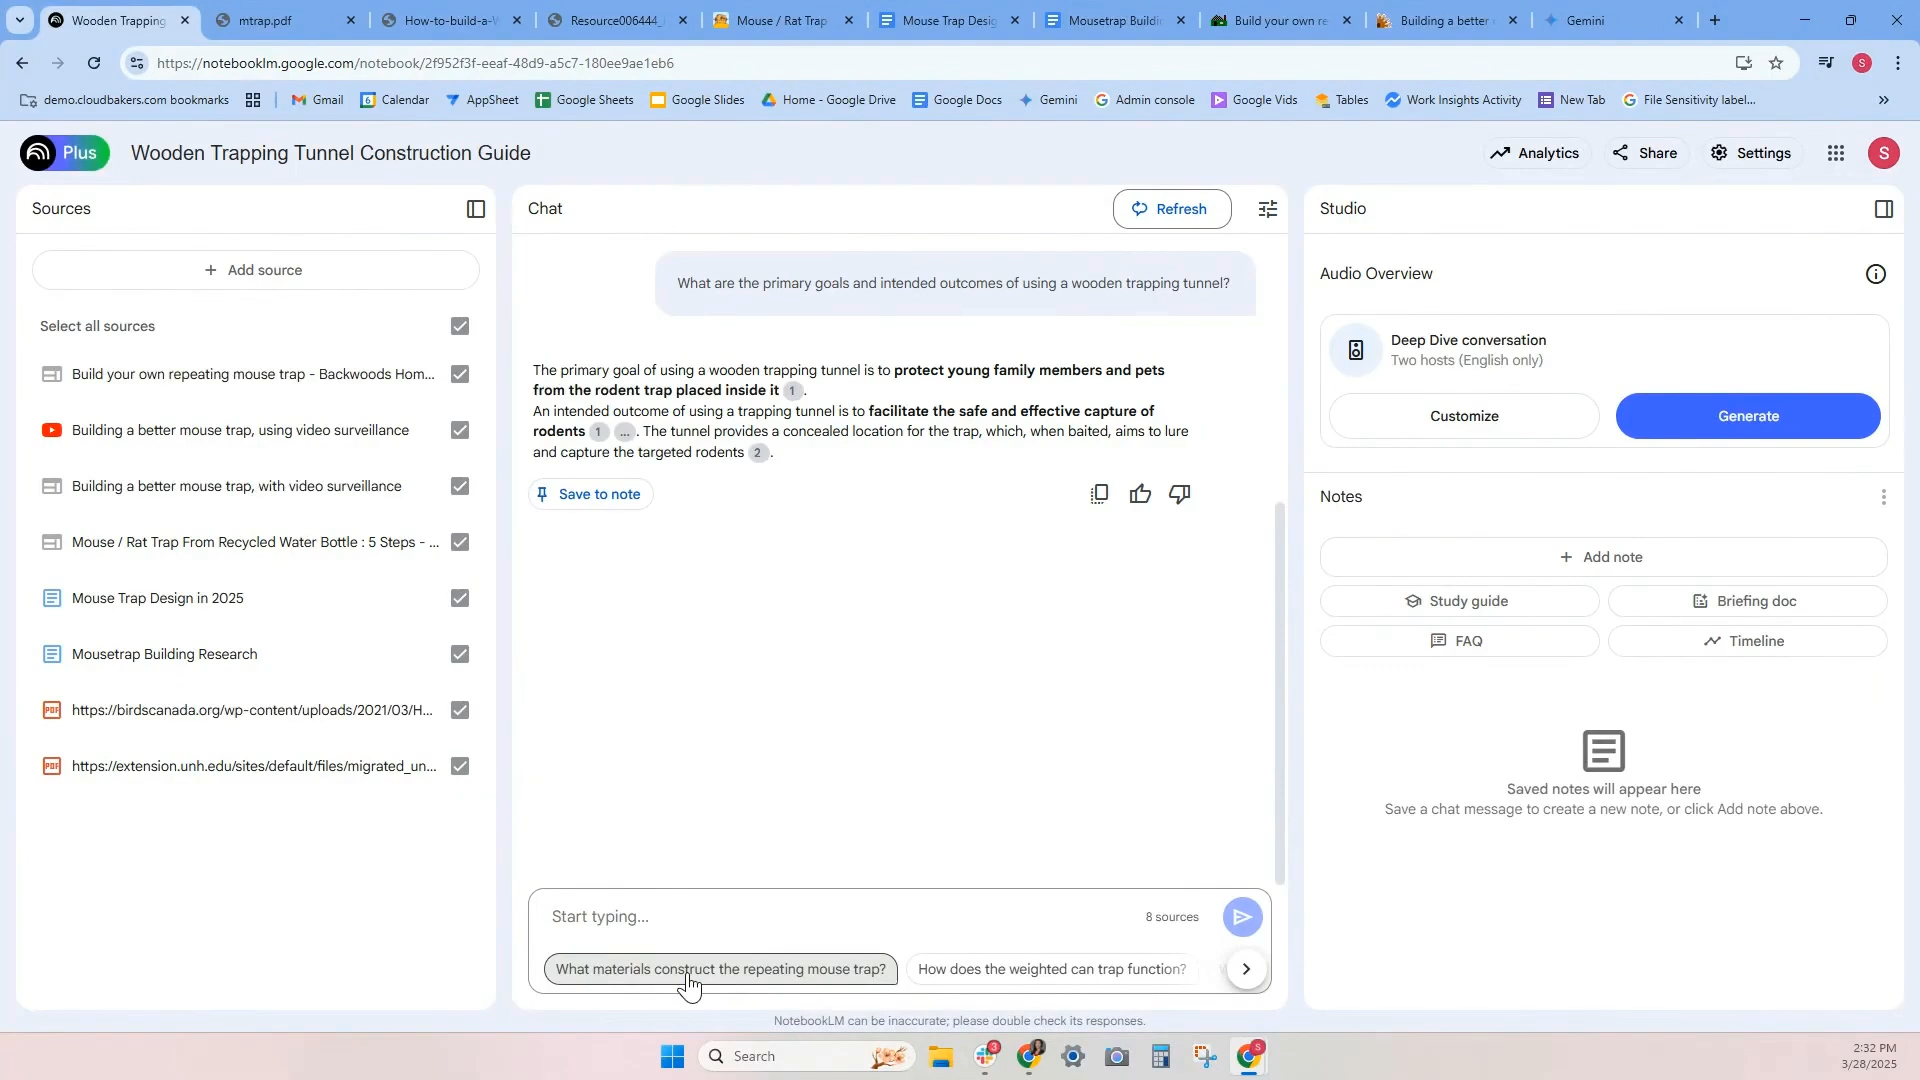 Wooden Trapping
mtrap.pdf
How-to-build-a-
Resource006444_
Mouse / Rat Trap
Mouse Trap Desig
Mousetrap Buildi
Build your own re
Building a better
Gemini
https://notebooklm.google.com/notebook/2f952f3f-eeaf-48d9-a5c7-180ee9ae1eb6
S
demo.cloudbakers.com bookmarks
Gmail
Calendar
AppSheet
Google Sheets
Google Slides
Home - Google Drive
Google Docs
Gemini
Admin console
Google Vids
Tables
Work Insights Activity
New Tab
File Sensitivity label...
Plus
Wooden Trapping Tunnel Construction Guide
Analytics
Share
Settings
S
Sources
Add source
Select all sources
Build your own repeating mouse trap - Backwoods Hom...
Building a better mouse trap, using video surveillance
Building a better mouse trap, with video surveillance
Mouse / Rat Trap From Recycled Water Bottle : 5 Steps - ...
Mouse Trap Design in 2025
Mousetrap Building Research
PDF https://birdscanada.org/wp-content/uploads/2021/03/H...
PDF https://extension.unh.edu/sites/default/files/migrated_un...
Chat
Refresh
What are the primary goals and intended outcomes of using a wooden trapping tunnel?
The primary goal of using a wooden trapping tunnel is to protect young family members and pets
from the rodent trap placed inside it 1.
An intended outcome of using a trapping tunnel is to facilitate the safe and effective capture of
rodents 1 ... . The tunnel provides a concealed location for the trap, which, when baited, aims to lure
and capture the targeted rodents 2.
Save to note
Start typing...
8 sources
What materials construct the repeating mouse trap?
How does the weighted can trap function?
NotebookLM can be inaccurate; please double check its responses.
Studio
Audio Overview
Deep Dive conversation
Two hosts (English only)
Customize
Generate
Notes
Add note
Study guide
Briefing doc
FAQ
Timeline
Saved notes will appear here
Save a chat message to create a new note, or click Add note above.
Search
3
S
2:32 PM
3/28/2025